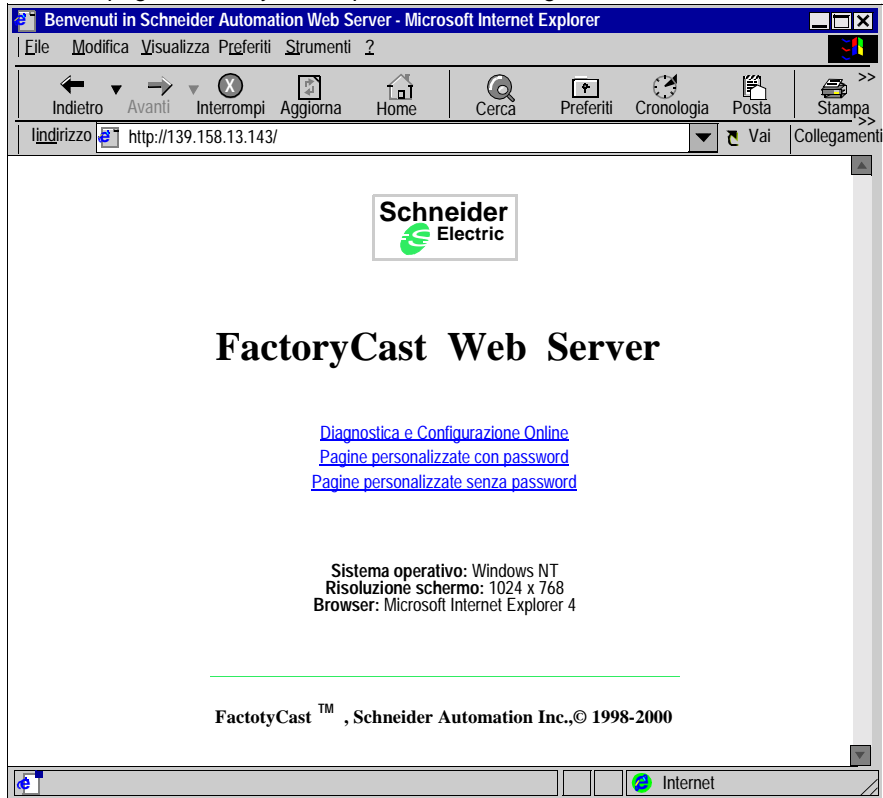 Benvenuti in Schneider Automation Web Server - Microsoft Internet Explorer
File Modifica Visualizza Preferiti Strumenti ?
Indietro Avanti Interrompi Aggiorna Home Cerca Preferiti Cronologia Posta Stampa >>
Iindirizzo http://139.158.13.143/ Vai Collegamenti >>
Schneider
Electric
FactoryCast Web Server
Diagnostica e Configurazione Online
Pagine personalizzate con password
Pagine personalizzate senza password
Sistema operativo: Windows NT
Risoluzione schermo: 1024 x 768
Browser: Microsoft Internet Explorer 4
FactotyCast TM , Schneider Automation Inc.,© 1998-2000
Internet